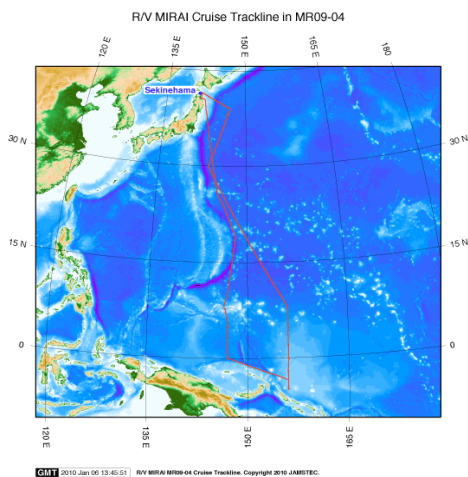 R/V MIRAI Cruise Trackline in MR09-04
120 E
135 E
150 E
165 E
180
Sekinehama
30 N
30 N
15 N
15 N
0
0
120 E
135 E
150 E
165 E
GMT 2010 Jan 06 13:45:51 R/V MIRAI MR09-04 Cruise Trackline. Copyright 2010 JAMSTEC.